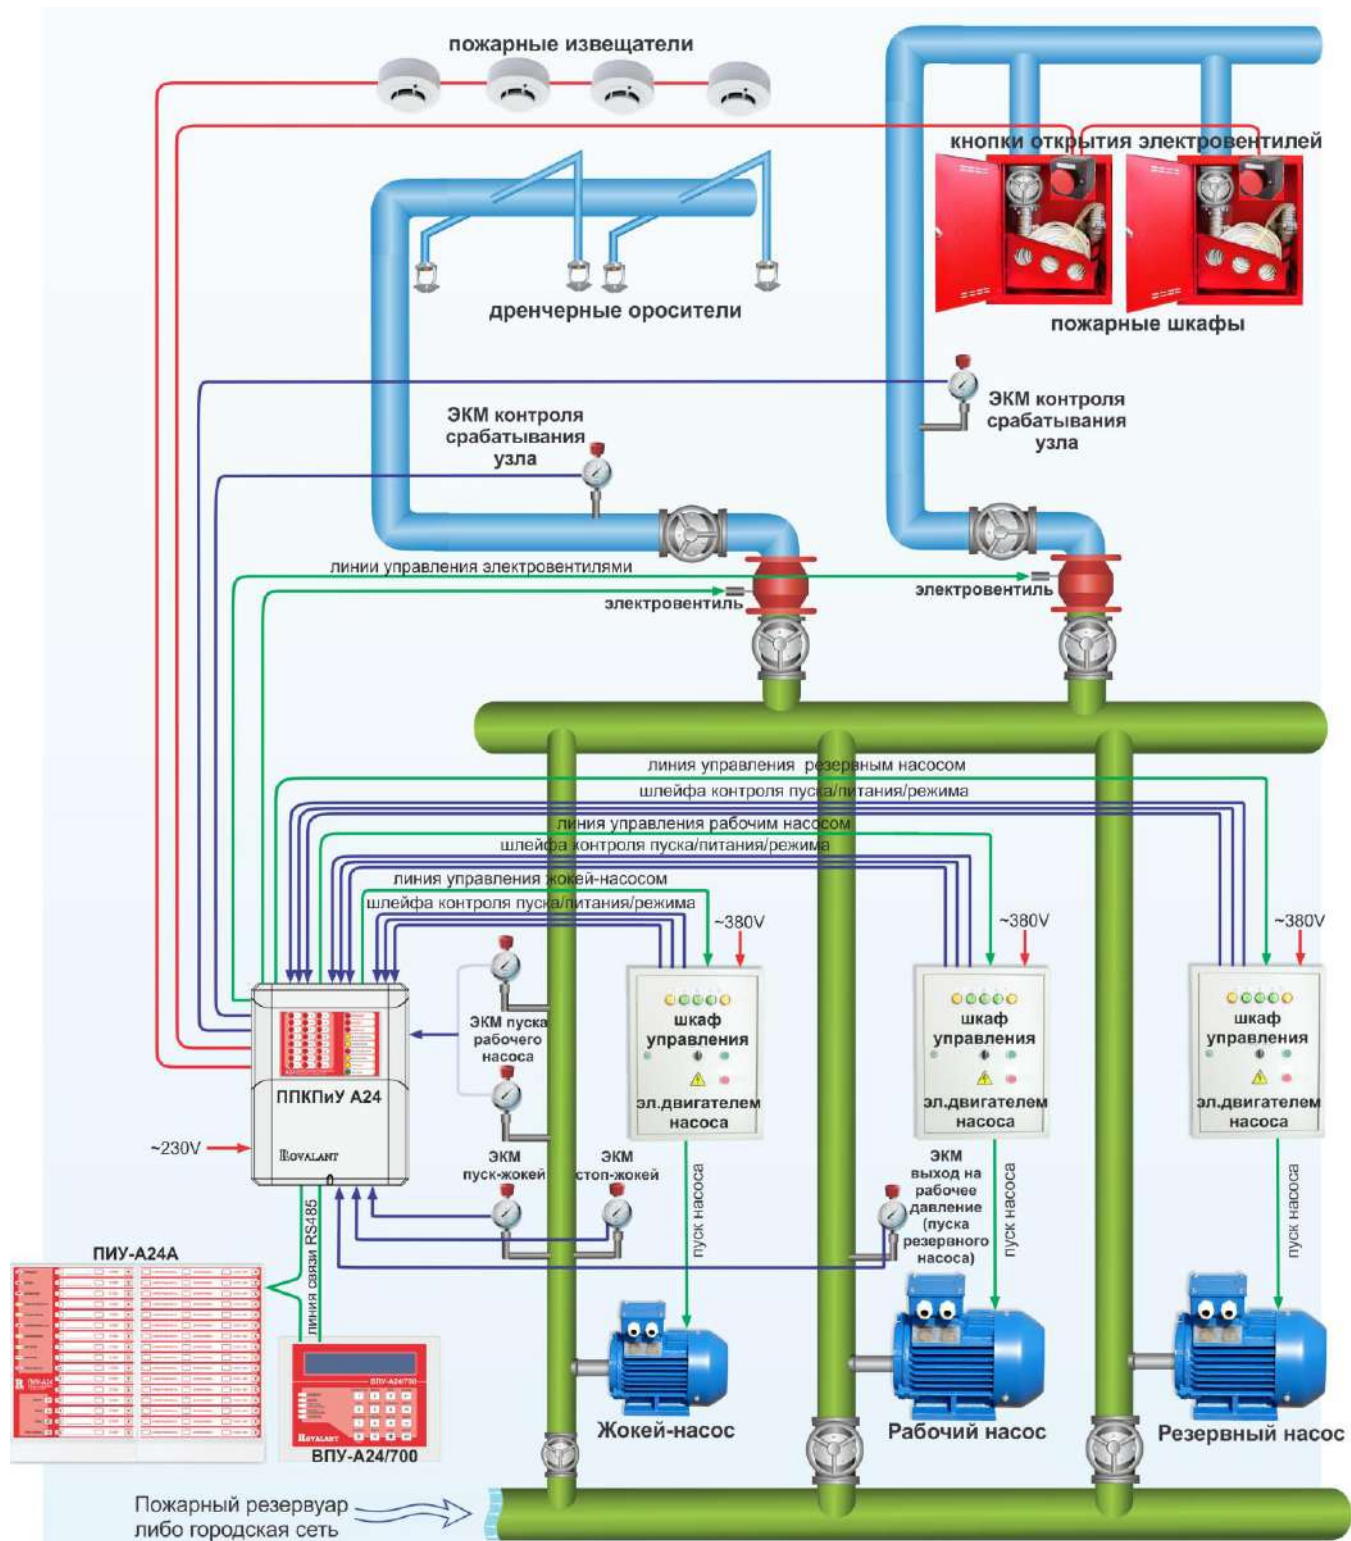 пожарные извещатели
кнопки открытия электровентилей
дренчерные оросители
пожарные шкафы
ЭКМ контроля
срабатывания
узла
ЭКМ контроля
срабатывания
узла
линии управления электровентилями
электровентиль
электровентиль
линия управления резервным насосом
шлейфа контроля пуска/питания/режима
линия управления рабочим насосом
шлейфа контроля пуска/питания/режима
линия управления жокей-насосом
шлейфа контроля пуска/питания/режима
~380V
~380V
~380V
ЭКМ пуска
рабочего
насоса
шкаф
управления
эл.двигателем
насоса
шкаф
управления
эл.двигателем
насоса
шкаф
управления
эл.двигателем
насоса
ППКПиУ А24
ROVALANT
~230V
ЭКМ
пуск-жокей
ЭКМ
стоп-жокей
ЭКМ
выход на
рабочее
давление
(пуска
резервного
насоса)
пуск насоса
пуск насоса
пуск насоса
линия связи RS485
ПИУ-А24А
ПИУ-А24
ВПУ-А24/700
ROVALANT
ВПУ-А24/700
Жокей-насос
Рабочий насос
Резервный насос
Пожарный резервуар
либо городская сеть